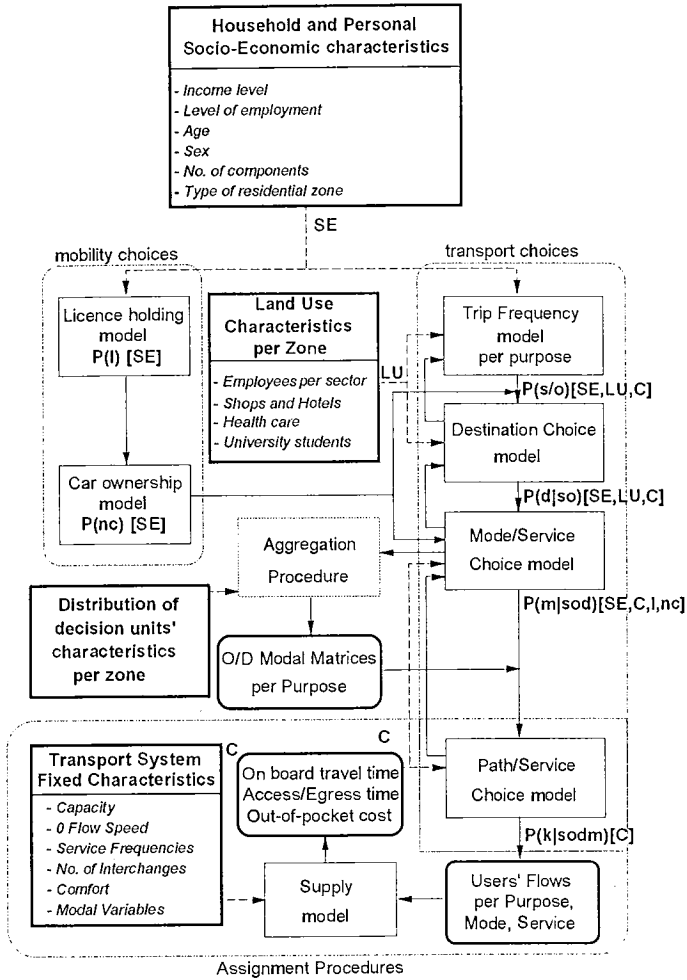 Household and Personal
Socio-Economic characteristics
- Income level
- Level of employment
- Age
- Sex
- No. of components
- Type of residential zone
SE
mobility choices
transport choices
Licence holding
model
P(l) [SE]
Land Use
Characteristics
per Zone
- Employees per sector
- Shops and Hotels
- Health care
- University students
LU
Trip Frequency
model
per purpose
P(s/o)[SE,LU,C]
Destination Choice
model
P(d|so)[SE,LU,C]
Car ownership
model
P(nc) [SE]
Aggregation
Procedure
Mode/Service
Choice model
P(m|sod)[SE,C,l,nc]
Distribution of
decision units'
characteristics
per zone
O/D Modal Matrices
per Purpose
Transport System
Fixed Characteristics
- Capacity
- 0 Flow Speed
- Service Frequencies
- No. of Interchanges
- Comfort
- Modal Variables
C
C
On board travel time
Access/Egress time
Out-of-pocket cost
Path/Service
Choice model
P(k|sodm)[C]
Supply
model
Users' Flows
per Purpose,
Mode, Service
Assignment Procedures